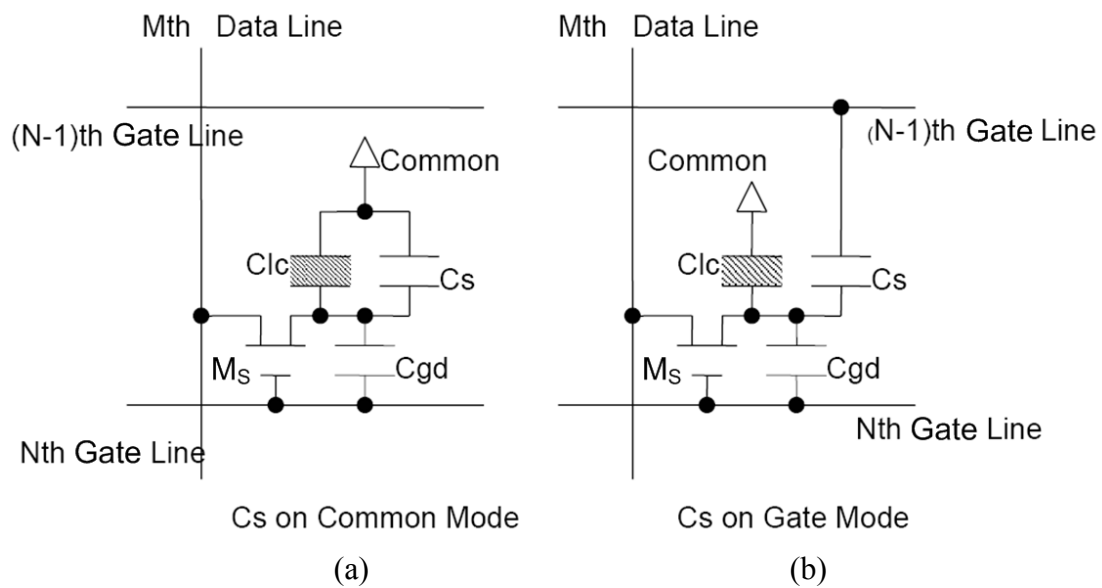 Mth Data Line
(N-1)th Gate Line
Common
Clc
Cs
MS
Cgd
Nth Gate Line
Cs on Common Mode
(a)
Mth Data Line
(N-1)th Gate Line
Common
Clc
Cs
MS
Cgd
Nth Gate Line
Cs on Gate Mode
(b)